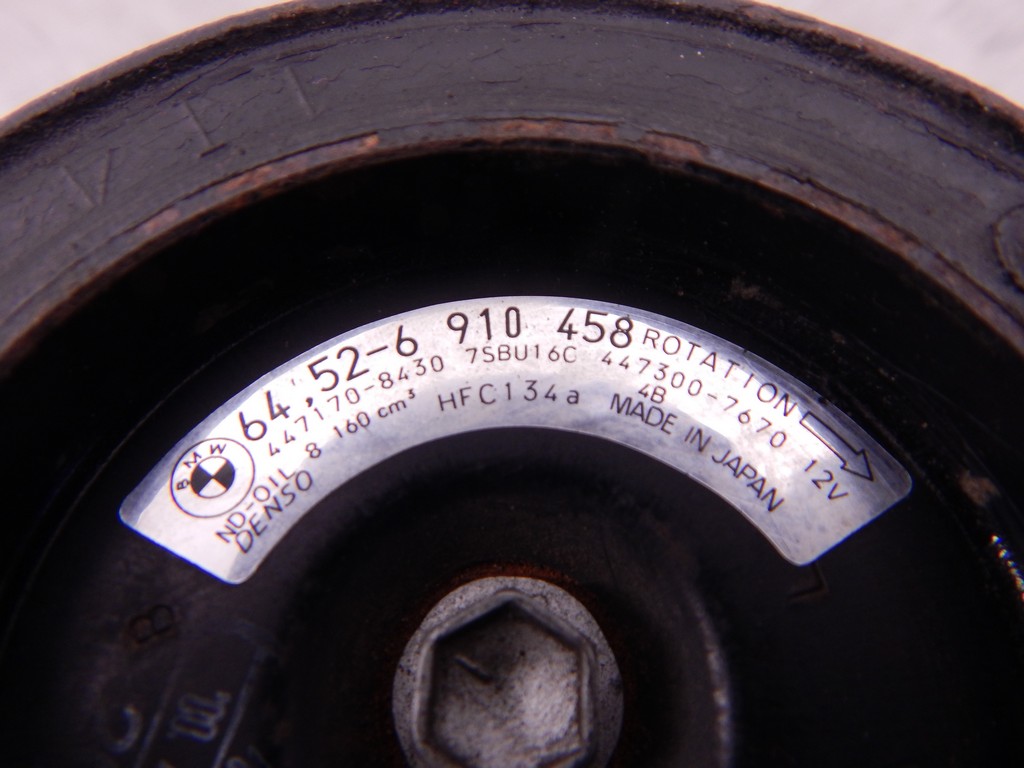 BMW
64.52-6 910 458 ROTATION
447170-8430 7SBU16C 447300-7670 12V
ND-OIL 8 160 cm³ HFC134a 4B
DENSO MADE IN JAPAN
B